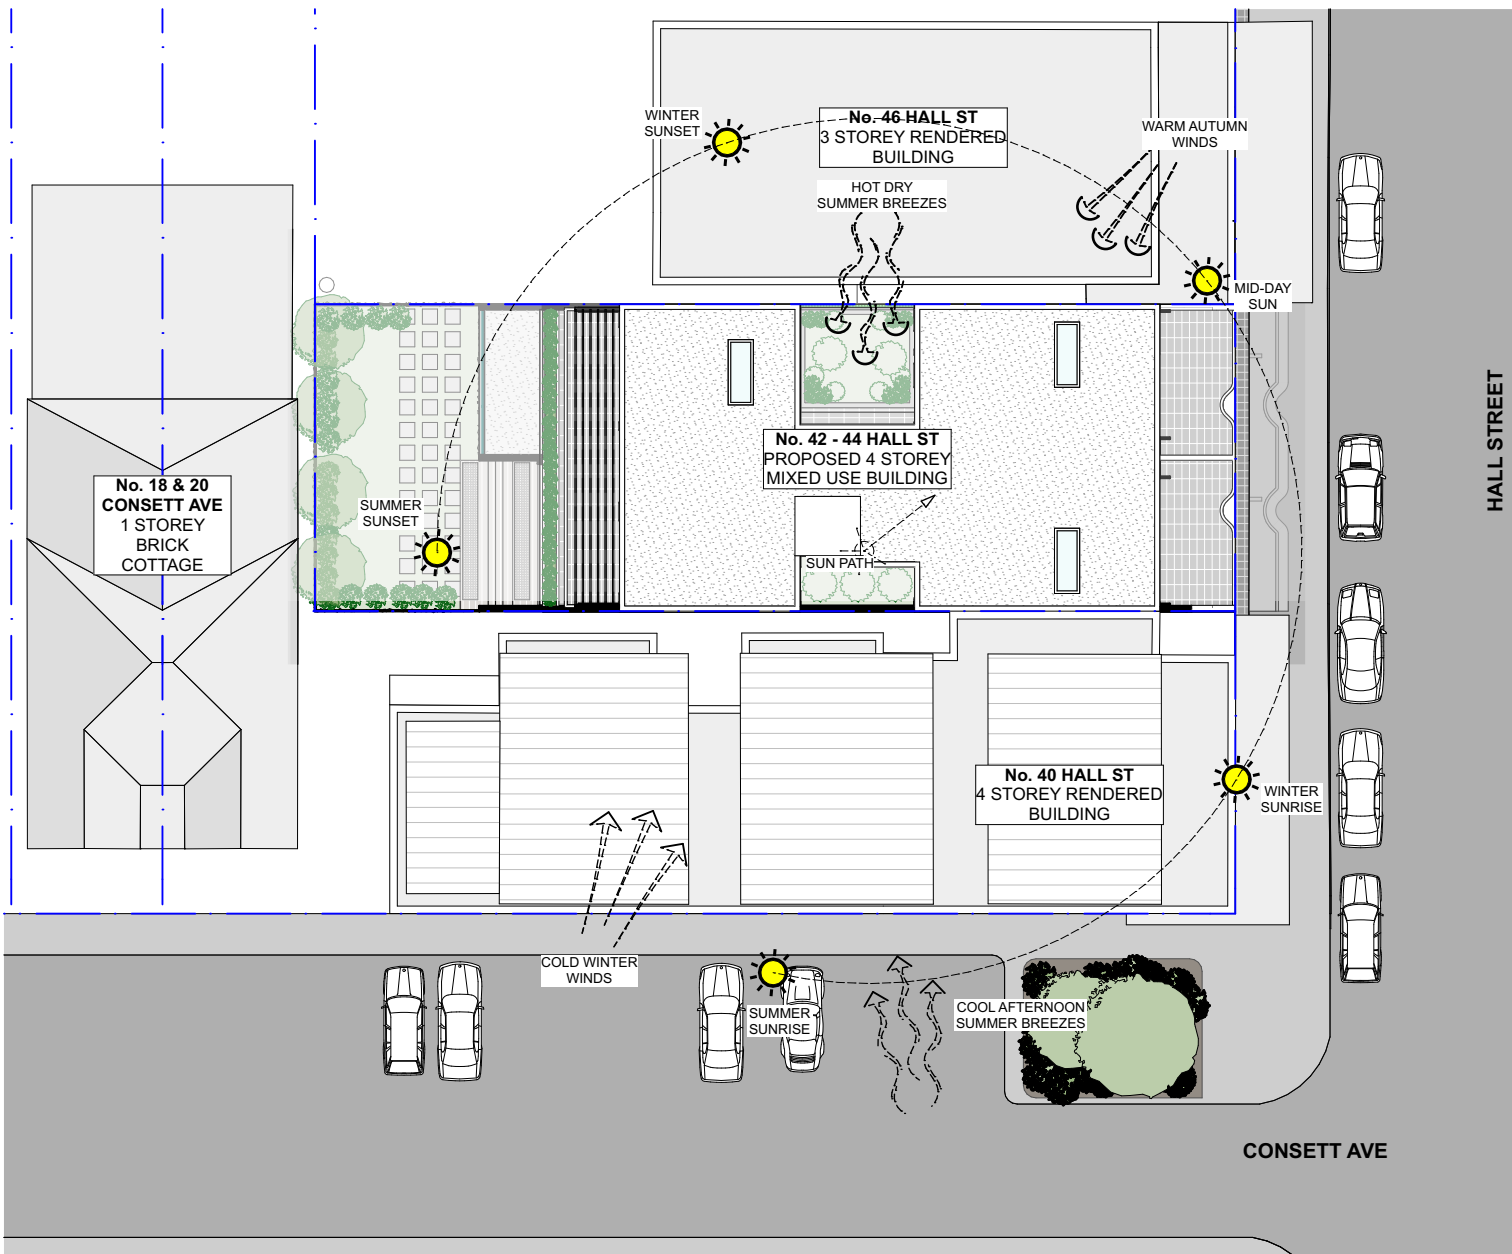 WINTER
SUNSET
No. 46 HALL ST
3 STOREY RENDERED
BUILDING
WARM AUTUMN
WINDS
HOT DRY
SUMMER BREEZES
MID-DAY
SUN
HALL STREET
No. 42 - 44 HALL ST
PROPOSED 4 STOREY
MIXED USE BUILDING
No. 18 & 20
CONSETT AVE
1 STOREY
BRICK
COTTAGE
SUMMER
SUNSET
SUN PATH
No. 40 HALL ST
4 STOREY RENDERED
BUILDING
WINTER
SUNRISE
COLD WINTER
WINDS
SUMMER
SUNRISE
COOL AFTERNOON
SUMMER BREEZES
CONSETT AVE